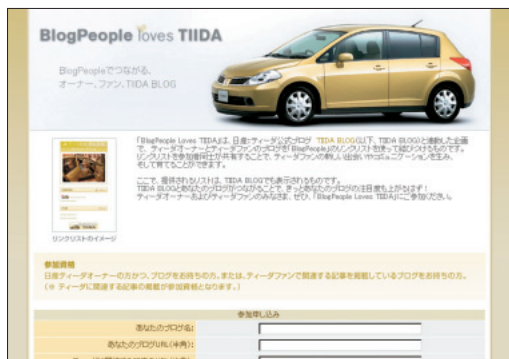 BlogPeople loves TIIDA
BlogPeopleでつながる、
オーナー、ファン、TIIDA BLOG
「BlogPeople Loves TIIDA」は、日産:ティーダ公式ブログ TIIDA BLOG(以下、TIIDA BLOG)と連動した企画
で、ティーダオーナーとティーダファンのブログを「BlogPeople」のリンクリストを使って結びつけるものです。
リンクリストを参加者同士が共有することで、ティーダファンの新しい出会いやコミュニケーションを生み、
そして育てることができます。
ここで、提供されるリストは、TIIDA BLOGでも表示されるものです。
TIIDA BLOGとあなたのブログがつながることで、きっとあなたのブログの注目度も上がるはず!
ティーダオーナーおよびティーダファンのみなさま、ぜひ、「BlogPeople Loves TIIDA」にご参加ください。
リンクリストのイメージ
参加資格
日産ティーダオーナーの方かつ、ブログをお持ちの方。または、ティーダファンで関連する記事を掲載しているブログをお持ちの方。
(※ ティーダに関連する記事の掲載が参加資格となります。)
参加申し込み
あなたのブログ名:
あなたのブログURL(半角):